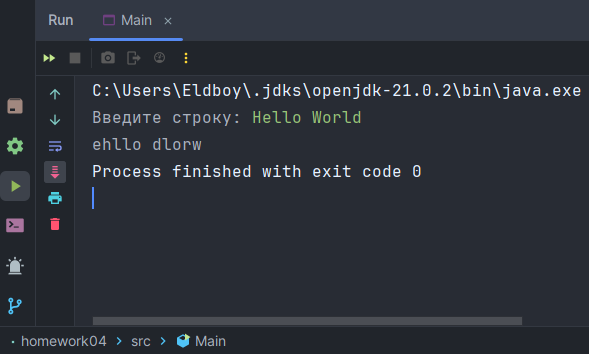 Run Main
C:\Users\Eldboy\.jdks\openjdk-21.0.2\bin\java.exe
Введите строку: Hello World
ehllo dlorw
Process finished with exit code 0
homework04 src Main